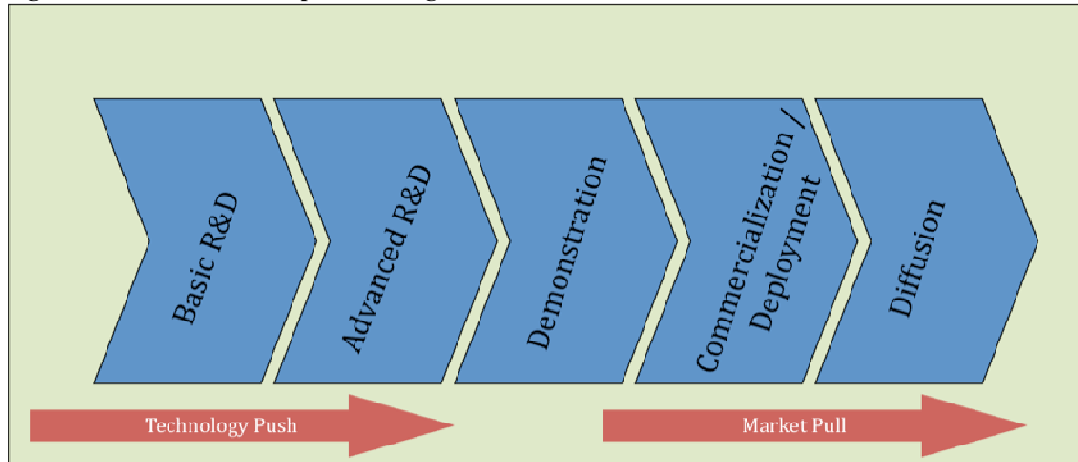 Basic R&D
Advanced R&D
Demonstration
Commercialization /
Deployment
Diffusion
Technology Push
Market Pull